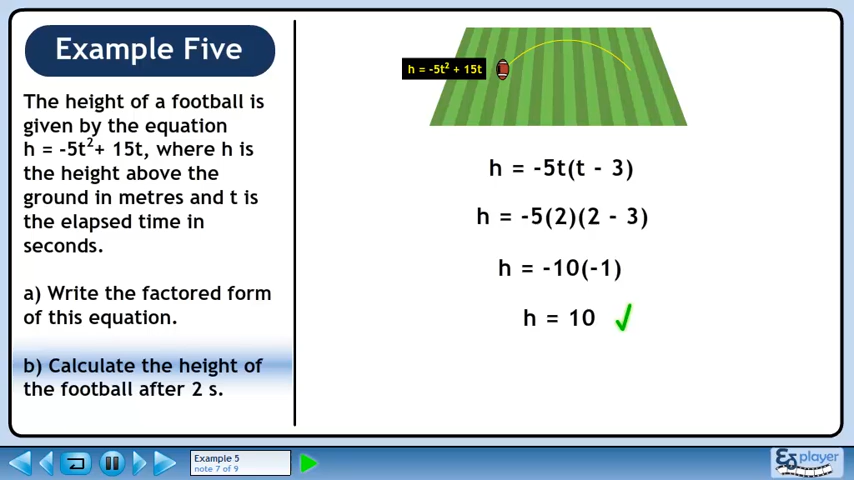 Example Five
The height of a football is
given by the equation
h = -5t²+ 15t, where h is
the height above the
ground in metres and t is
the elapsed time in
seconds.
a) Write the factored form
of this equation.
b) Calculate the height of
the football after 2 s.
h = -5t² + 15t
h = -5t(t - 3)
h = -5(2)(2 - 3)
h = -10(-1)
h = 10
Example 5
note 7 of 9
player